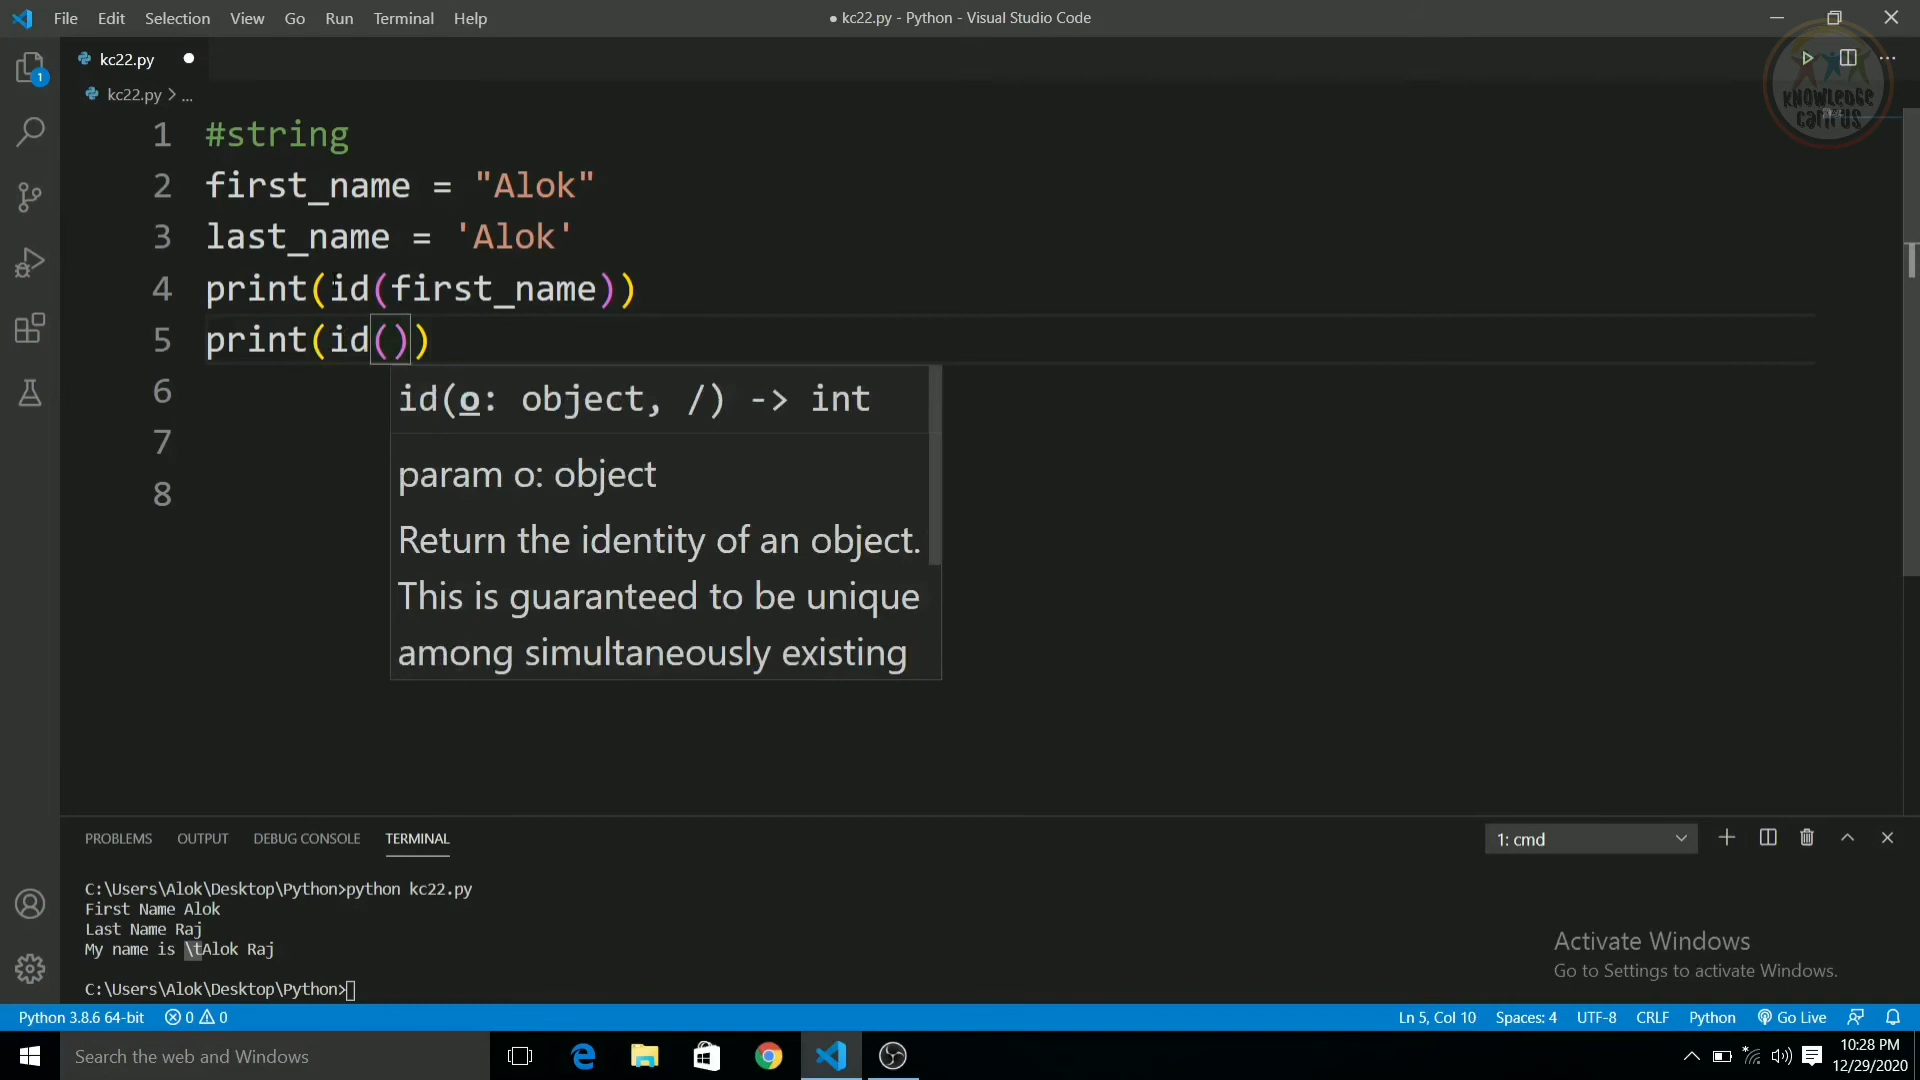 File Edit Selection View Go Run Terminal Help
● kc22.py - Python - Visual Studio Code
kc22.py
1
kc22.py > ...
KNOWLEDGE
1 #string
2 first_name = "Alok"
3 last_name = 'Alok'
4 print(id(first_name))
5 print(id())
6
7
8
id(o: object, /) -> int
param o: object
Return the identity of an object.
This is guaranteed to be unique
among simultaneously existing
PROBLEMS OUTPUT DEBUG CONSOLE TERMINAL
1: cmd
C:\Users\Alok\Desktop\Python>python kc22.py
First Name Alok
Last Name Raj
My name is \tAlok Raj
C:\Users\Alok\Desktop\Python>
Activate Windows
Go to Settings to activate Windows.
Python 3.8.6 64-bit 0 0
Ln 5, Col 10 Spaces: 4 UTF-8 CRLF Python Go Live
Search the web and Windows
10:28 PM
12/29/2020